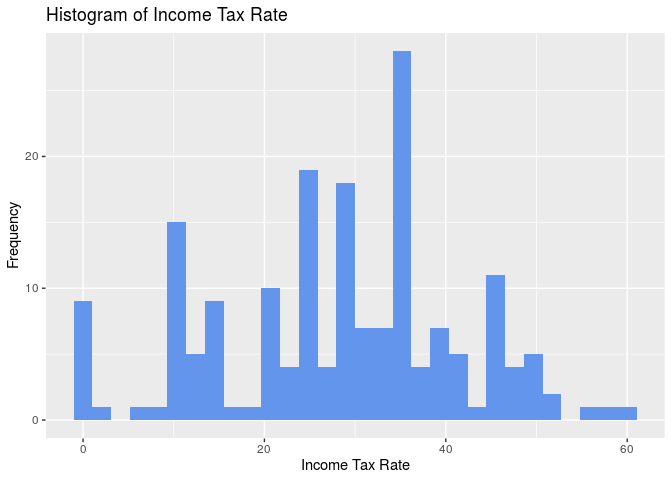 Histogram of Income Tax Rate
Frequency
20
10
0
0 20 40 60
Income Tax Rate